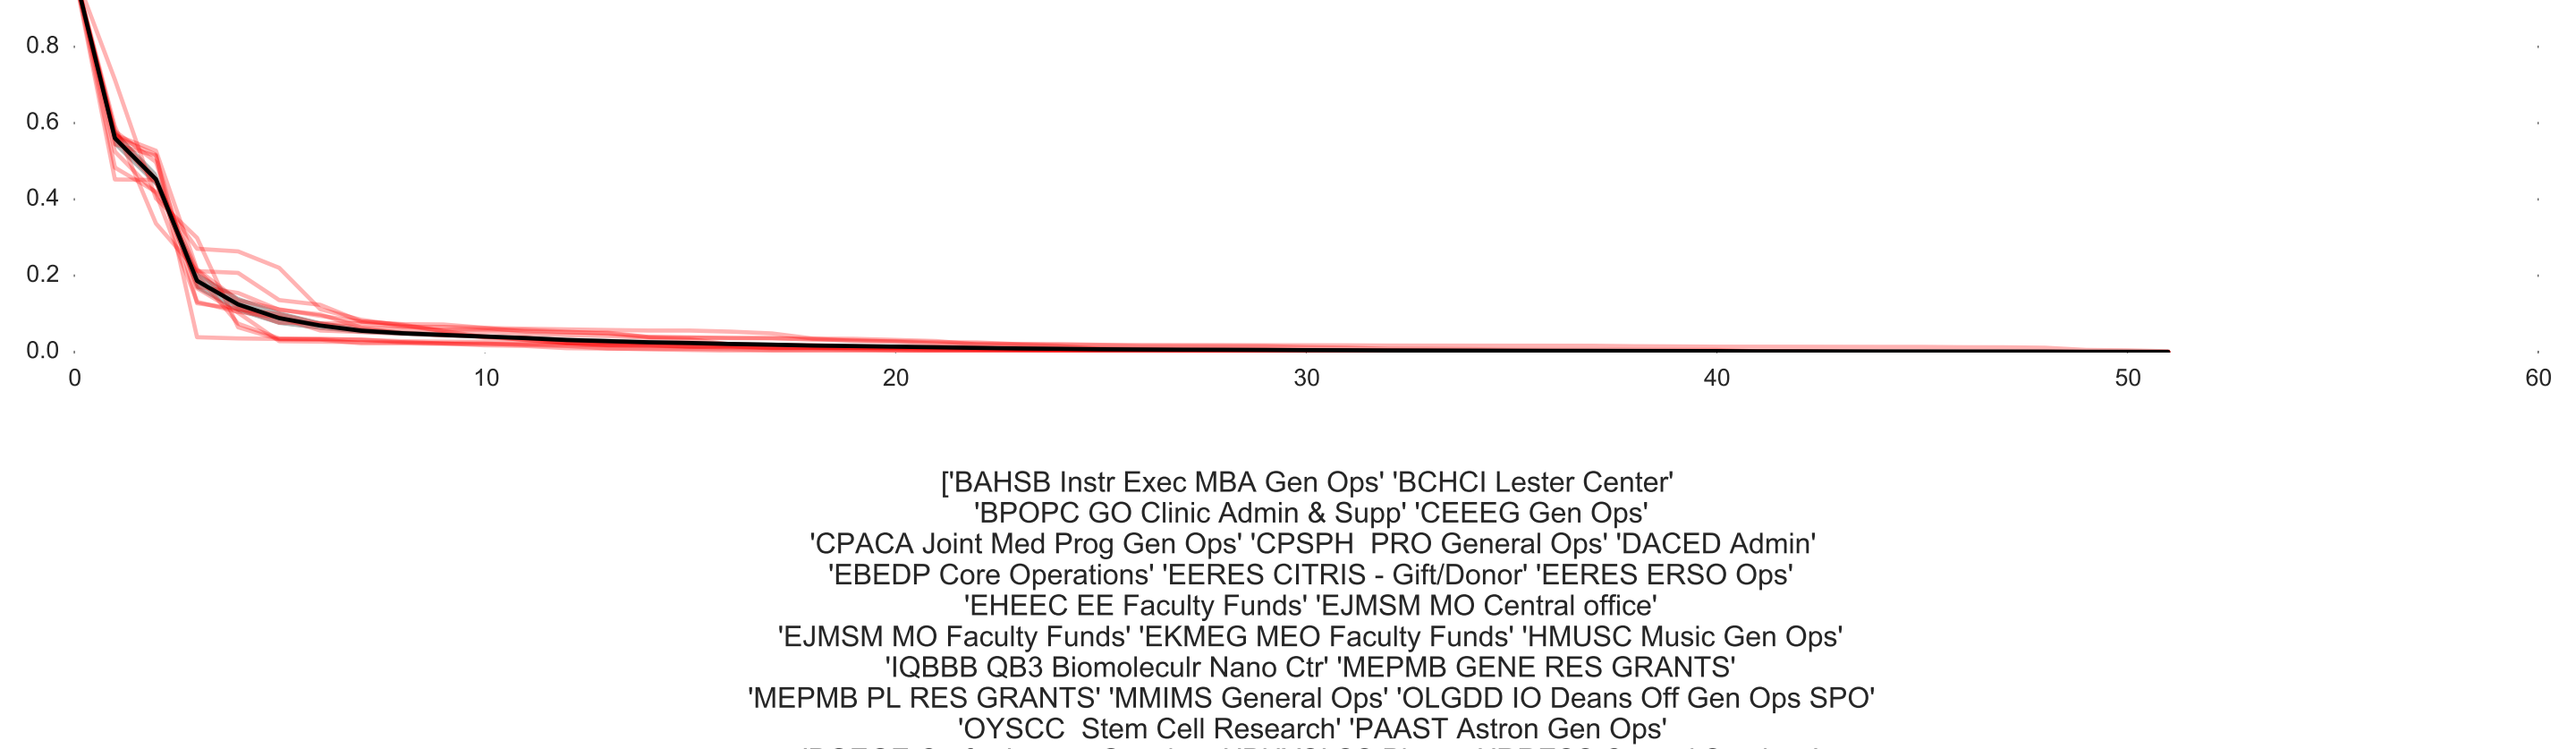 0.8
0.6
0.4
0.2
0.0
0 10 20 30 40 50 60
['BAHSB Instr Exec MBA Gen Ops' 'BCHCI Lester Center'
'BPOPC GO Clinic Admin & Supp' 'CEEEG Gen Ops'
'CPACA Joint Med Prog Gen Ops' 'CPSPH  PRO General Ops' 'DACED Admin'
'EBEDP Core Operations' 'EERES CITRIS - Gift/Donor' 'EERES ERSO Ops'
'EHEEC EE Faculty Funds' 'EJMSM MO Central office'
'EJMSM MO Faculty Funds' 'EKMEG MEO Faculty Funds' 'HMUSC Music Gen Ops'
'IQBBB QB3 Biomoleculr Nano Ctr' 'MEPMB GENE RES GRANTS'
'MEPMB PL RES GRANTS' 'MMIMS General Ops' 'OLGDD IO Deans Off Gen Ops SPO'
'OYSCC  Stem Cell Research' 'PAAST Astron Gen Ops'